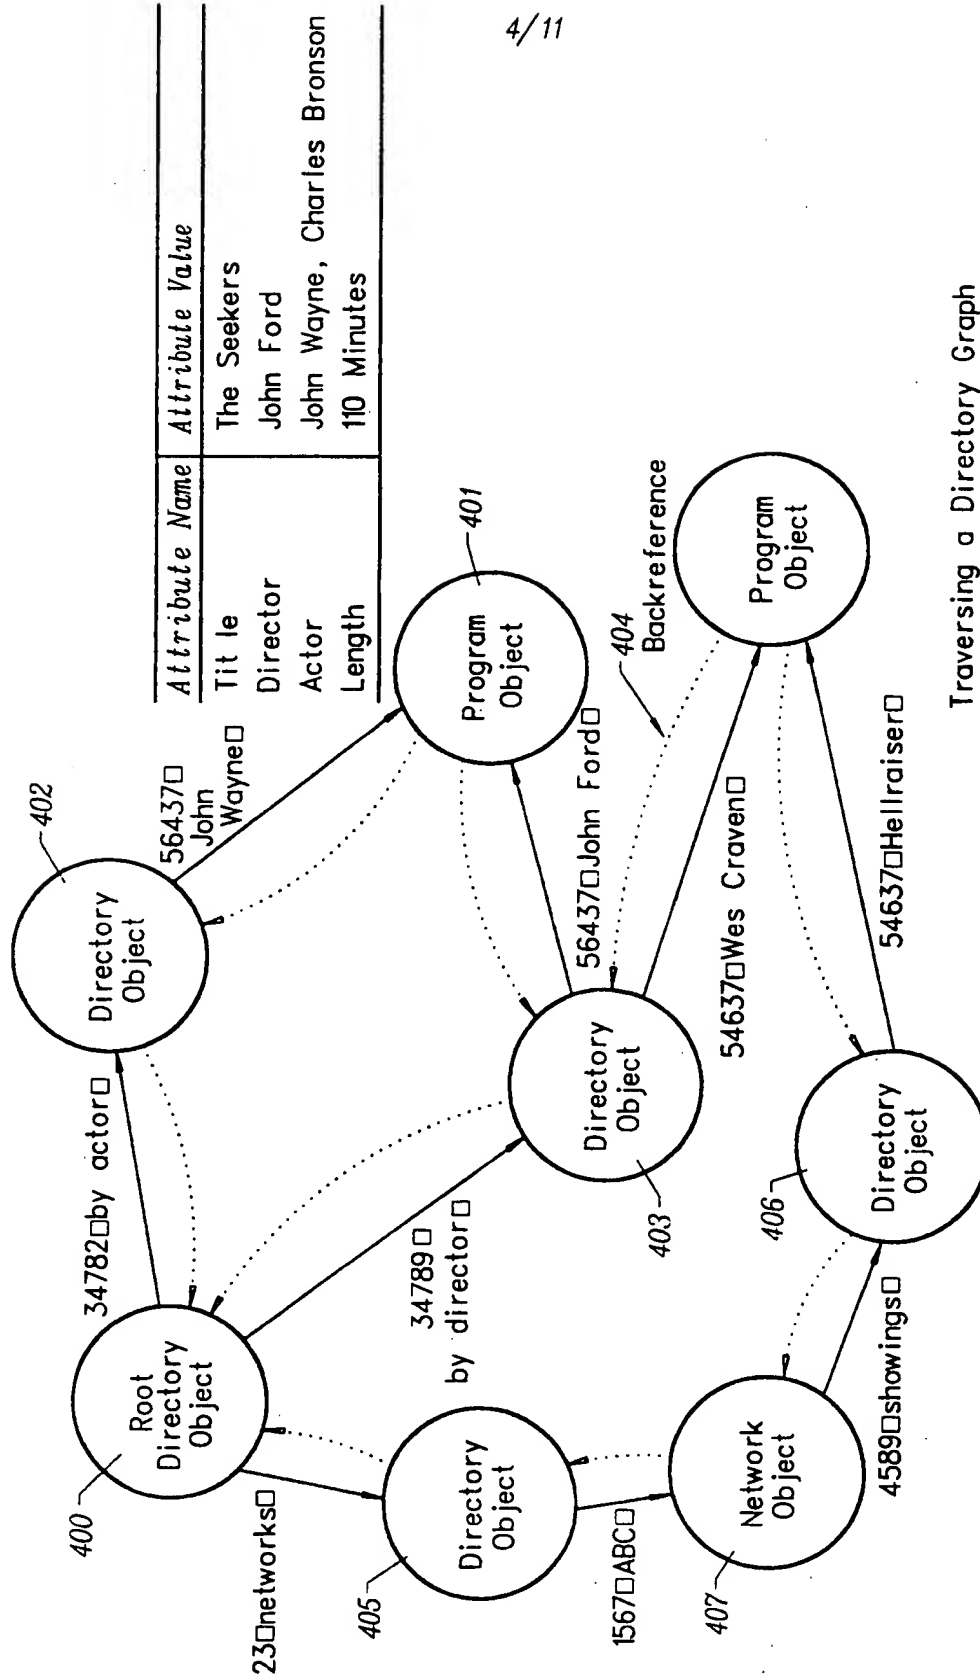 4/11
Attribute Name Attribute Value
Tit le The Seekers
Director John Ford
Actor John Wayne, Charles Bronson
Length 110 Minutes
402
Directory
Object
56437□
John
Wayne□
34782□by actor□
401
Program
Object
400
Root
Directory
Object
34789□
by director□
56437□John Ford□
404
Backreference
23□networks□
Directory
Object
403
Program
Object
405
Directory
Object
54637□Wes Craven□
1567□ABC□
406
Directory
Object
54637□Hellraiser□
Network
Object
407
4589□showings□
Traversing a Directory Graph